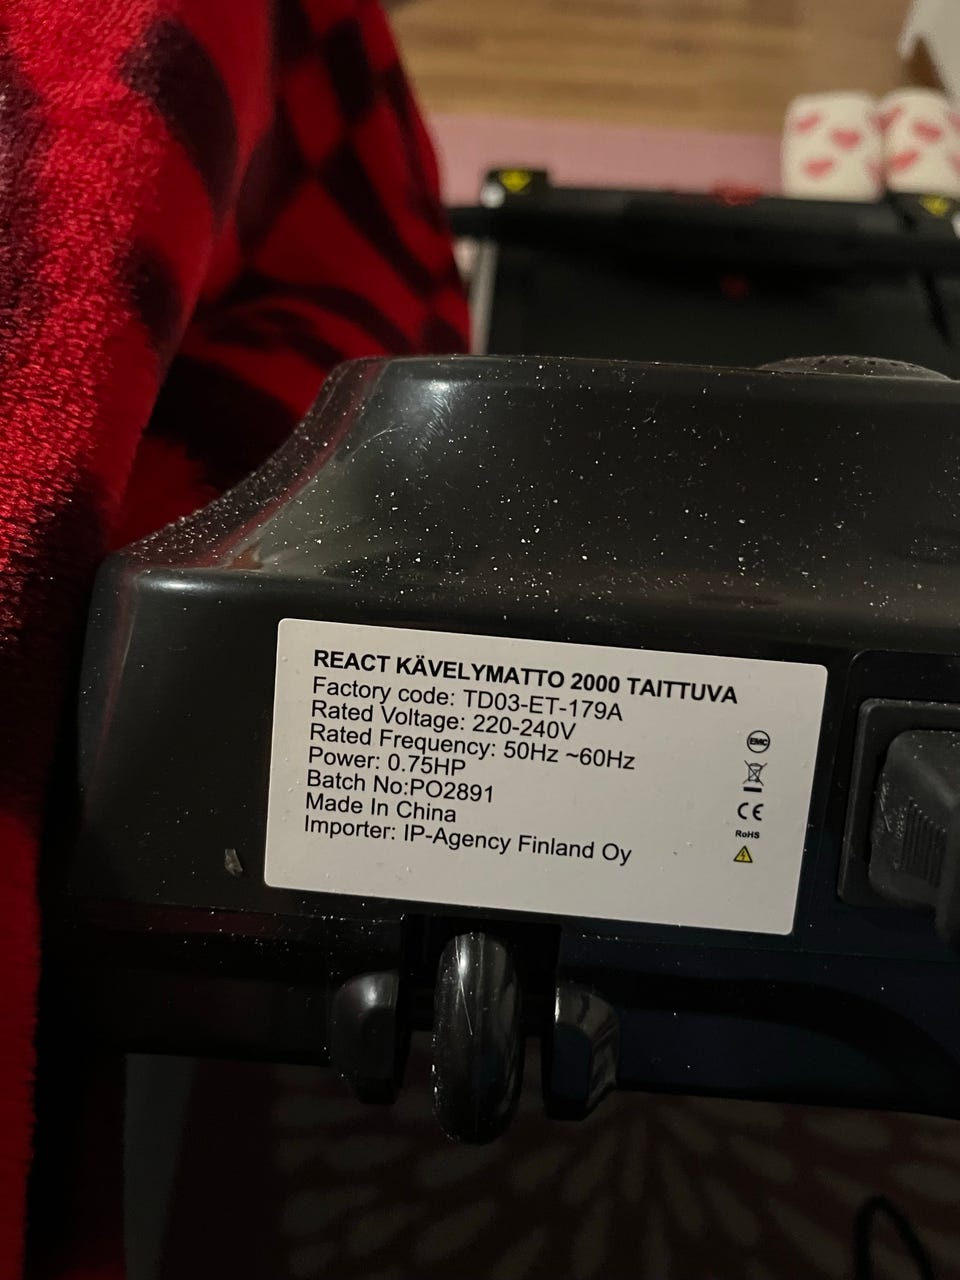 REACT KÄVELYMATTO 2000 TAITTUVA
Factory code: TD03-ET-179A
Rated Voltage: 220-240V
Rated Frequency: 50Hz ~60Hz
Power: 0.75HP
Batch No:PO2891
Made In China
Importer: IP-Agency Finland Oy
EMC
CE
RoHS